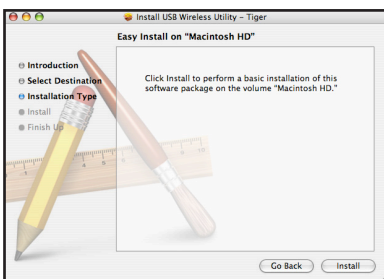 Install USB Wireless Utility - Tiger
Easy Install on "Macintosh HD"
Introduction
Select Destination
Installation Type
Install
Finish Up
Click Install to perform a basic installation of this
software package on the volume "Macintosh HD."
Go Back
Install